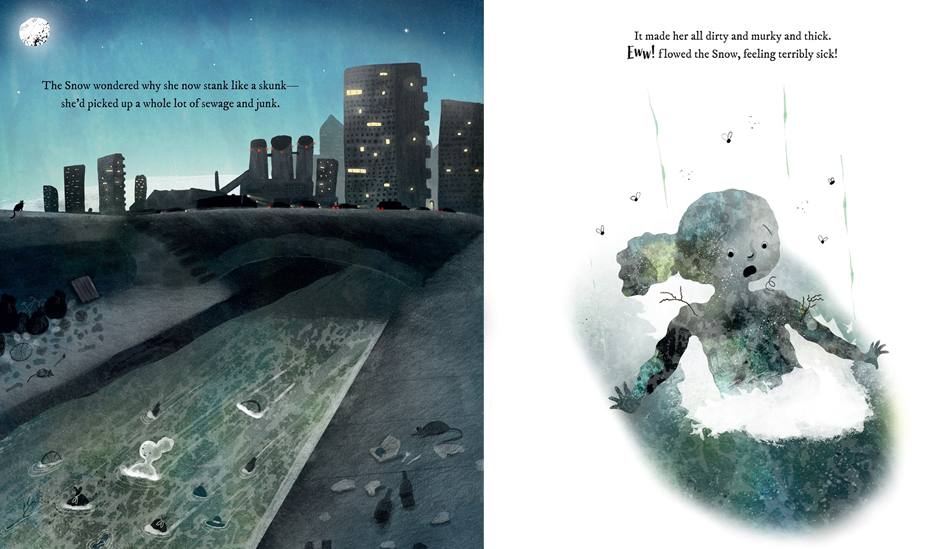 The Snow wondered why she now stank like a skunk—
she'd picked up a whole lot of sewage and junk.
It made her all dirty and murky and thick.
Eww! flowed the Snow, feeling terribly sick!